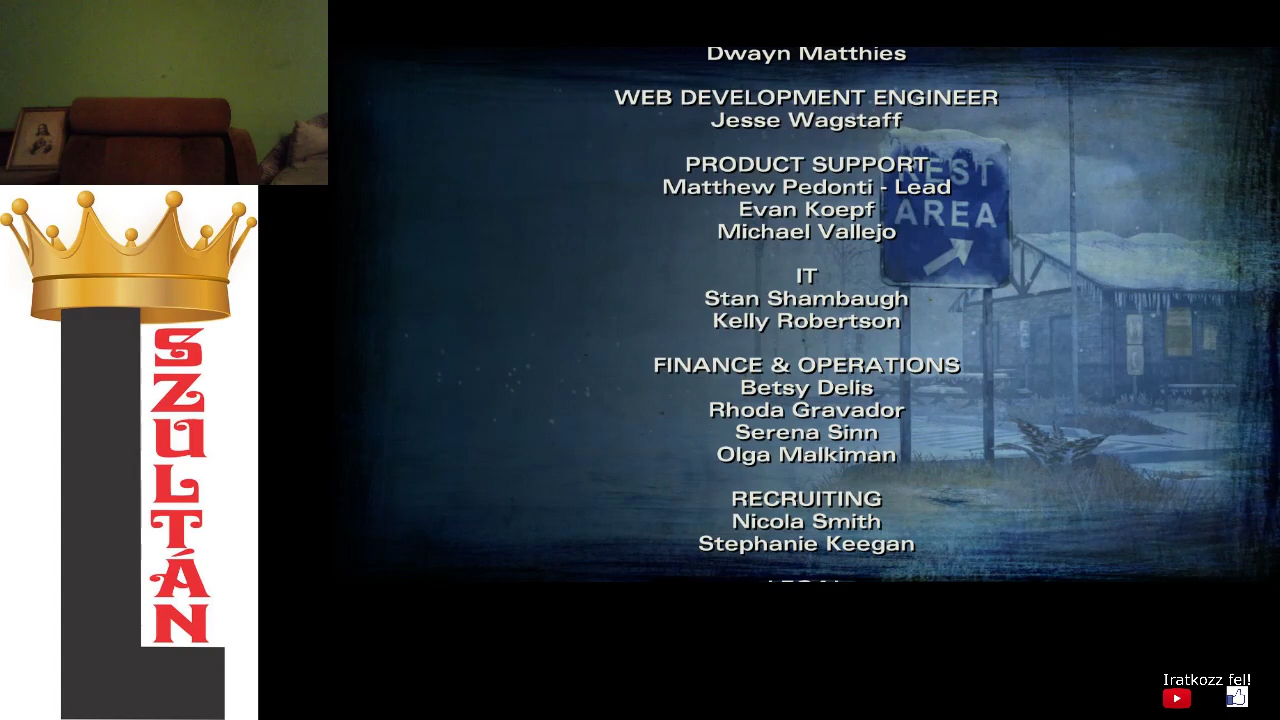 Dwayn Matthies
WEB DEVELOPMENT ENGINEER
Jesse Wagstaff
PRODUCT SUPPORT
Matthew Pedonti - Lead
Evan Koepf
Michael Vallejo
IT
Stan Shambaugh
Kelly Robertson
FINANCE & OPERATIONS
Betsy Delis
Rhoda Gravador
Serena Sinn
Olga Malkiman
RECRUITING
Nicola Smith
Stephanie Keegan
REST
AREA
L
SZULTÁN
Iratkozz fel!